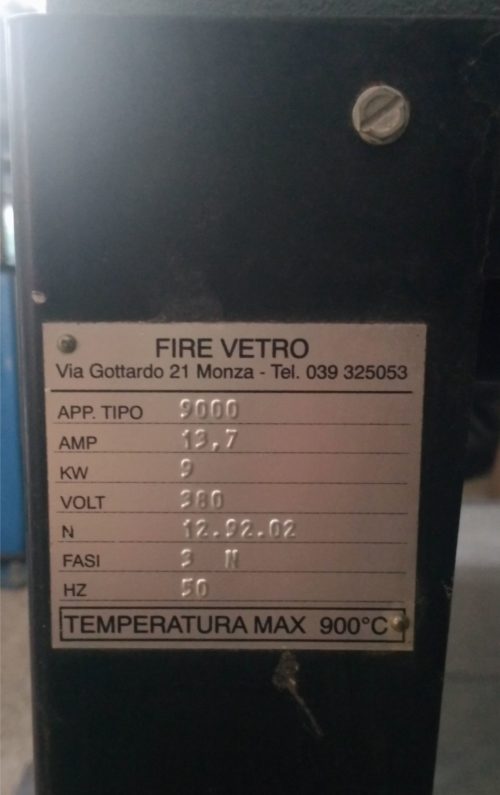 FIRE VETRO
Via Gottardo 21 Monza - Tel. 039 325053
APP. TIPO 9000
AMP 13,7
KW 9
VOLT 380
N 12.92.02
FASI 3 N
HZ 50
TEMPERATURA MAX 900°C